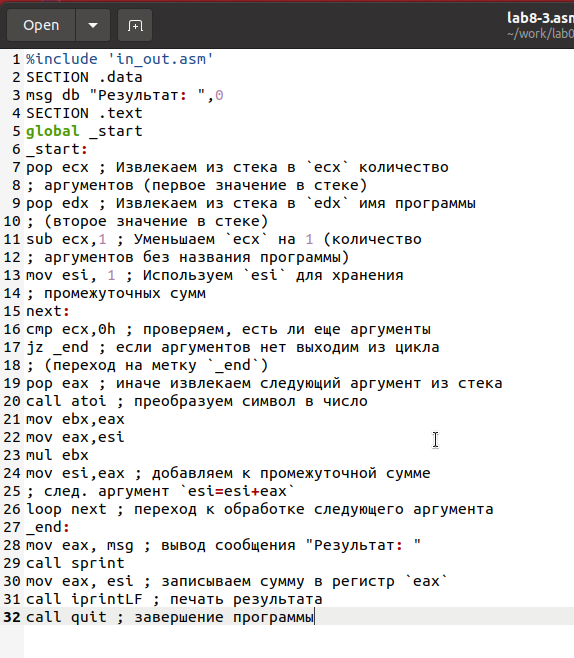 Open
lab8-3.asm
~/work/lab0
1 %include 'in_out.asm'
2 SECTION .data
3 msg db "Результат: ",0
4 SECTION .text
5 global _start
6 _start:
7 pop ecx ; Извлекаем из стека в `ecx` количество
8 ; аргументов (первое значение в стеке)
9 pop edx ; Извлекаем из стека в `edx` имя программы
10 ; (второе значение в стеке)
11 sub ecx,1 ; Уменьшаем `ecx` на 1 (количество
12 ; аргументов без названия программы)
13 mov esi, 1 ; Используем `esi` для хранения
14 ; промежуточных сумм
15 next:
16 cmp ecx,0h ; проверяем, есть ли еще аргументы
17 jz _end ; если аргументов нет выходим из цикла
18 ; (переход на метку `_end`)
19 pop eax ; иначе извлекаем следующий аргумент из стека
20 call atoi ; преобразуем символ в число
21 mov ebx,eax
22 mov eax,esi
23 mul ebx
24 mov esi,eax ; добавляем к промежуточной сумме
25 ; след. аргумент `esi=esi+eax`
26 loop next ; переход к обработке следующего аргумента
27 _end:
28 mov eax, msg ; вывод сообщения "Результат: "
29 call sprint
30 mov eax, esi ; записываем сумму в регистр `eax`
31 call iprintLF ; печать результата
32 call quit ; завершение программы